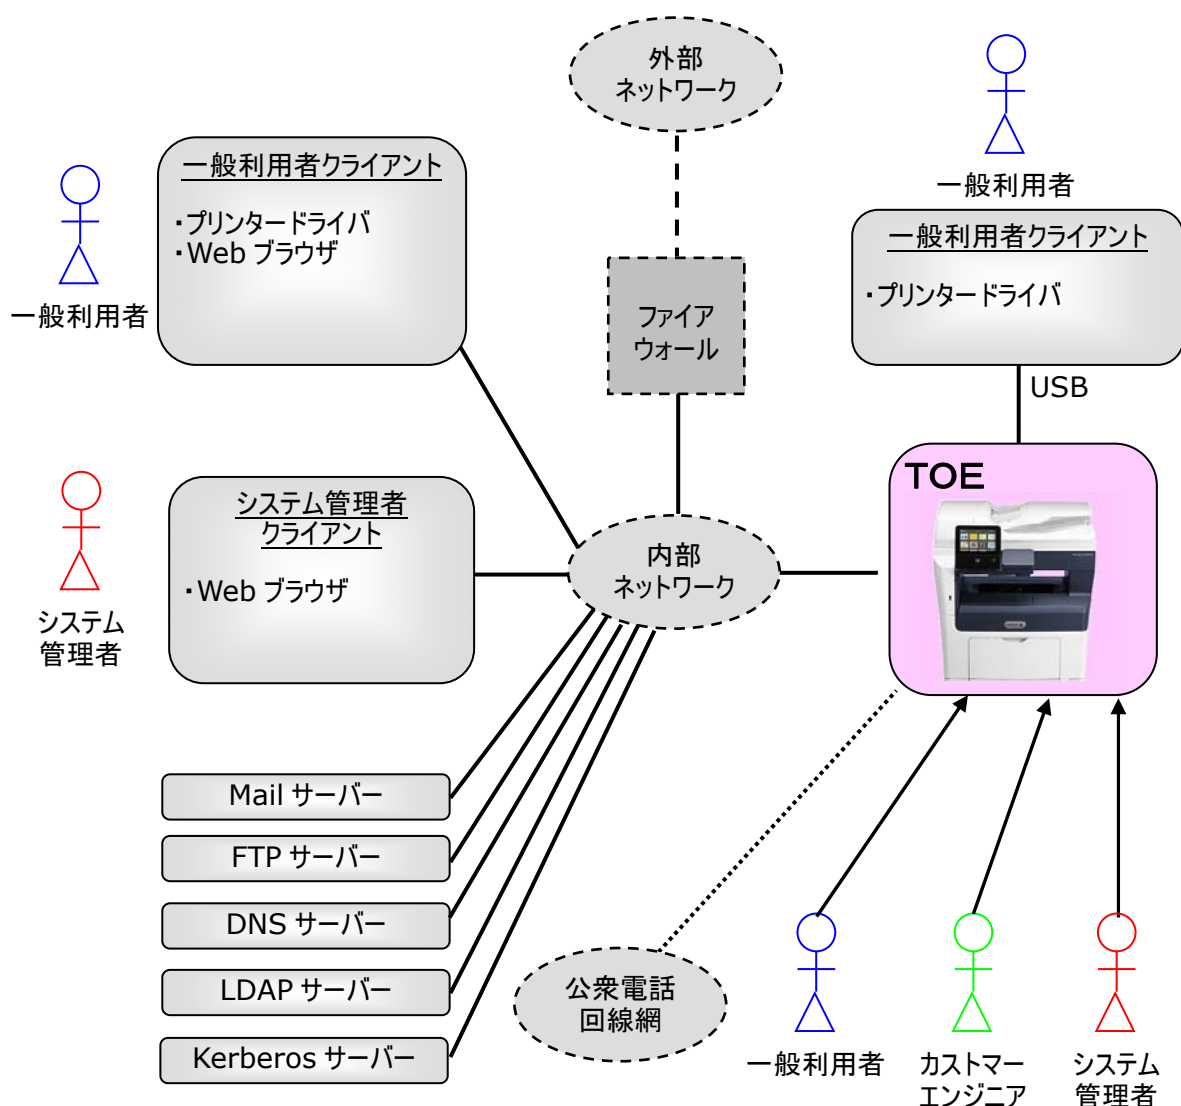 外部
ネットワーク
一般利用者クライアント
・プリンタードライバ
・Web ブラウザ
一般利用者
一般利用者
一般利用者クライアント
・プリンタードライバ
ファイア
ウォール
USB
TOE
システム管理者
クライアント
・Web ブラウザ
システム
管理者
内部
ネットワーク
Mail サーバー
FTP サーバー
DNS サーバー
LDAP サーバー
Kerberos サーバー
公衆電話
回線網
一般利用者
カストマー
エンジニア
システム
管理者